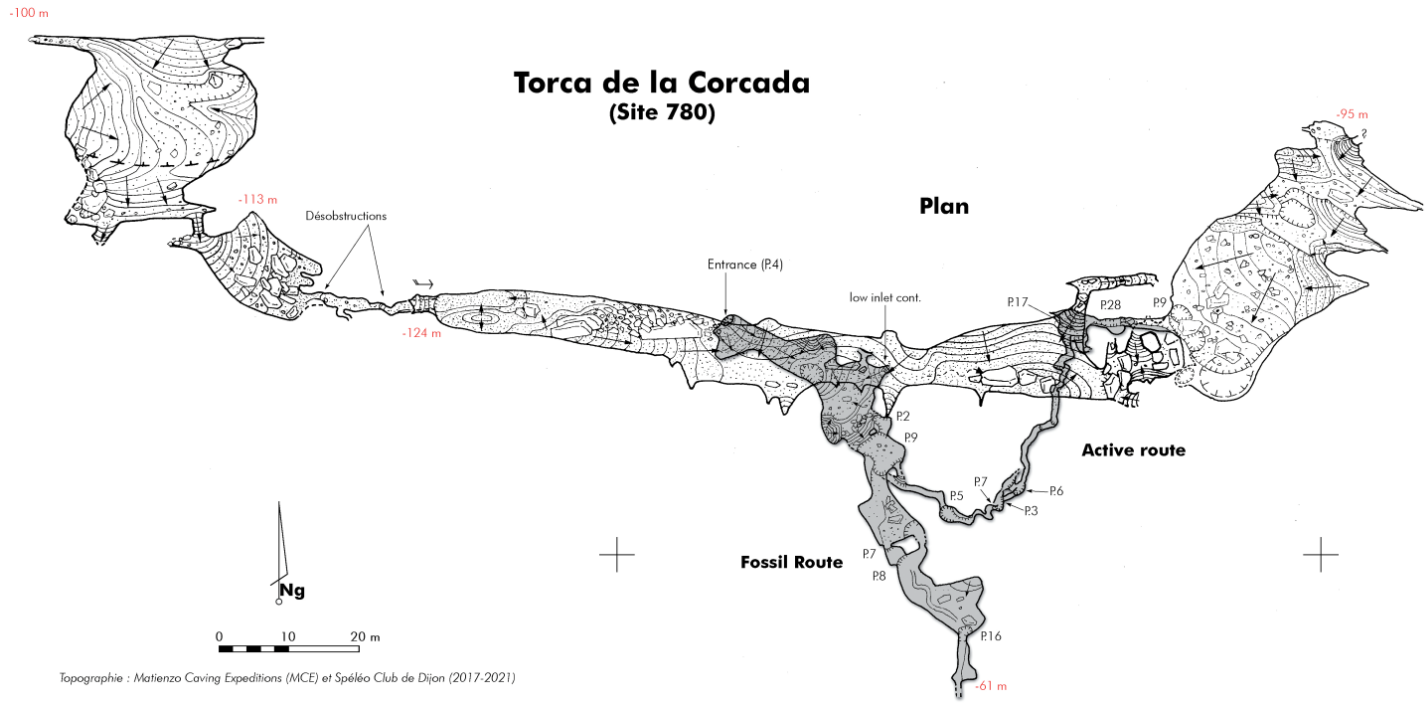 -100 m
Torca de la Corcada
(Site 780)
-95 m
?
-113 m
Désobstructions
Plan
Entrance (P.4)
low inlet cont.
P.17
P.28
P.9
-124 m
P.2
P.9
Active route
P.5
P.7
P.6
P.3
Fossil Route
P.7
P.8
Ng
P.16
0 10 20 m
-61 m
Topographie : Matienzo Caving Expeditions (MCE) et Spéléo Club de Dijon (2017-2021)